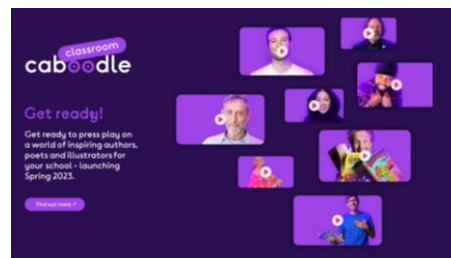 classroom
caboodle
Get ready!
Get ready to press play on
a world of inspiring authors,
poets and illustrators for
your school - launching
Spring 2023.
Find out more ↗